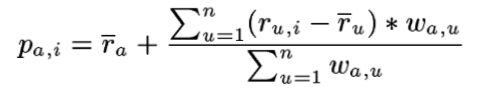 p_{a,i} = \overline{r}_a + \frac{\sum_{u=1}^{n} (r_{u,i} - \overline{r}_u) * w_{a,u}}{\sum_{u=1}^{n} w_{a,u}}